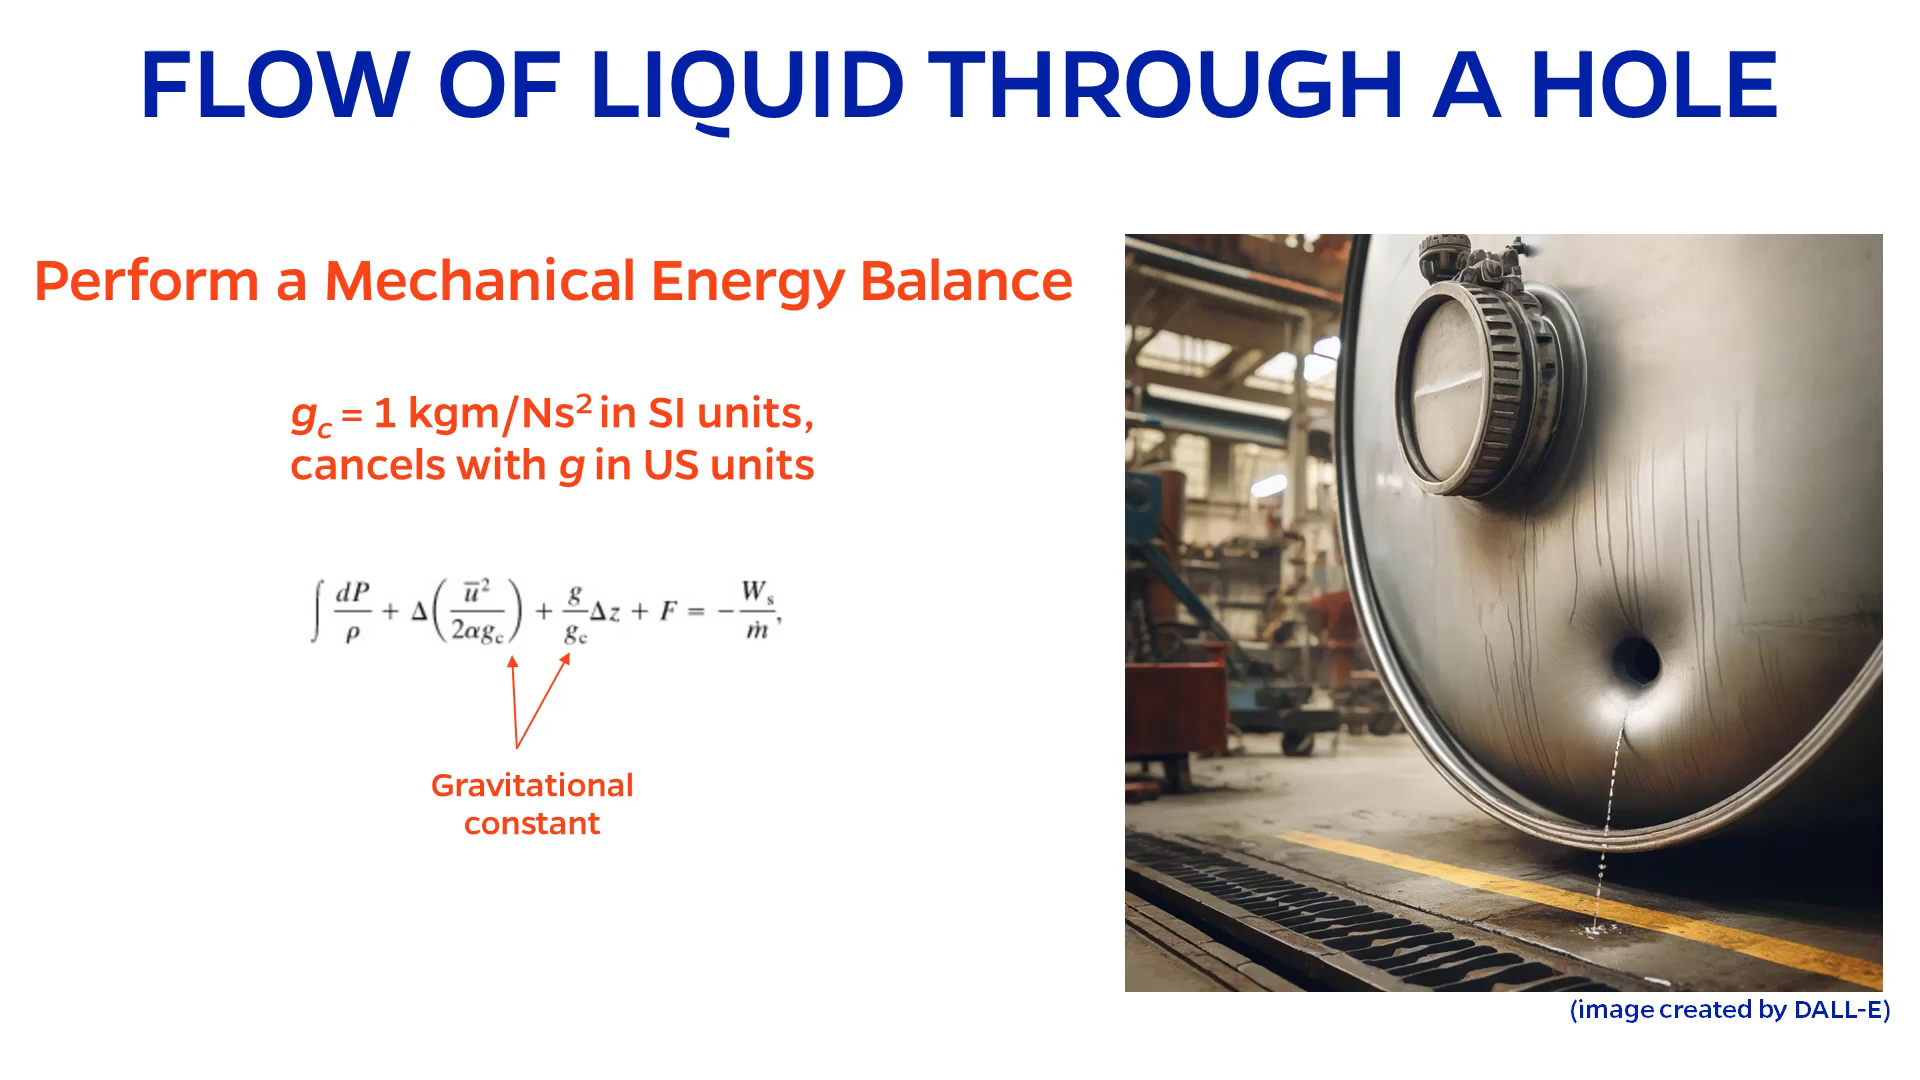 FLOW OF LIQUID THROUGH A HOLE
Perform a Mechanical Energy Balance
g_c = 1 kgm/Ns² in SI units,
cancels with g in US units
∫ dP/ρ + Δ(ū²/2αg_c) + g/g_c Δz + F = −W_s/ṁ,
Gravitational
constant
(image created by DALL-E)